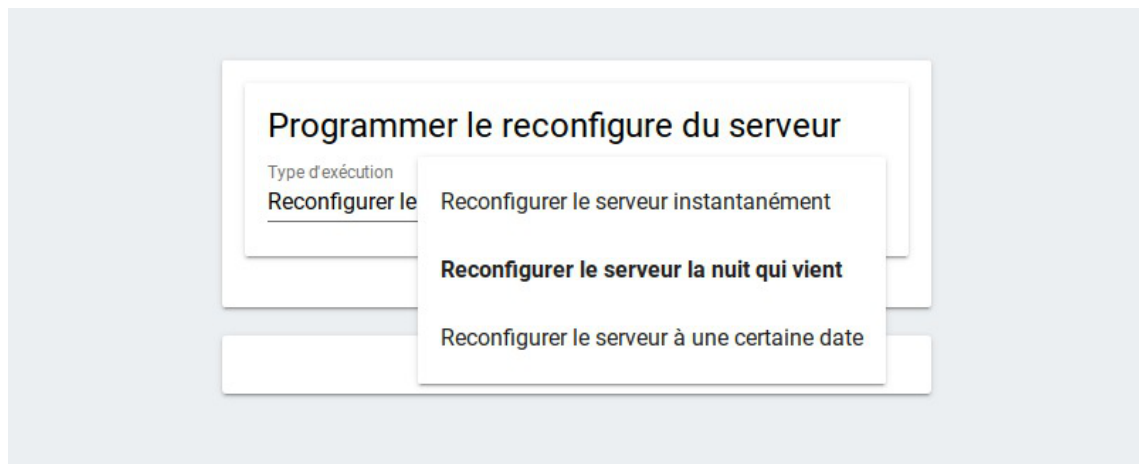 Programmer le reconfigure du serveur
Type d'exécution
Reconfigurer le
Reconfigurer le serveur instantanément
Reconfigurer le serveur la nuit qui vient
Reconfigurer le serveur à une certaine date